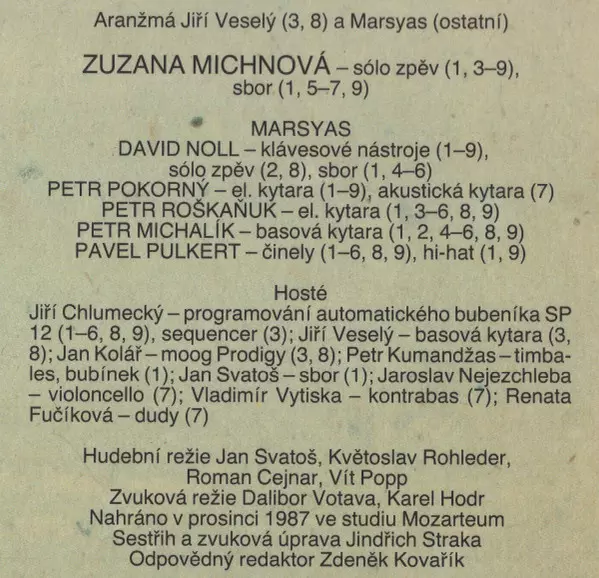 Aranžmá Jiří Veselý (3, 8) a Marsyas (ostatní)
ZUZANA MICHNOVÁ – sólo zpěv (1, 3–9),
sbor (1, 5–7, 9)
MARSYAS
DAVID NOLL – klávesové nástroje (1–9),
sólo zpěv (2, 8), sbor (1, 4–6)
PETR POKORNÝ – el. kytara (1–9), akustická kytara (7)
PETR ROŠKAŇUK – el. kytara (1, 3–6, 8, 9)
PETR MICHALÍK – basová kytara (1, 2, 4–6, 8, 9)
PAVEL PULKERT – činely (1–6, 8, 9), hi-hat (1, 9)
Hosté
Jiří Chlumecký – programování automatického bubeníka SP
12 (1–6, 8, 9), sequencer (3); Jiří Veselý – basová kytara (3,
8); Jan Kolář – moog Prodigy (3, 8); Petr Kumandžas – timba-
les, bubínek (1); Jan Svatoš – sbor (1); Jaroslav Nejezchleba
– violoncello (7); Vladimír Vytiska – kontrabas (7); Renata
Fučíková – dudy (7)
Hudební režie Jan Svatoš, Květoslav Rohleder,
Roman Cejnar, Vít Popp
Zvuková režie Dalibor Votava, Karel Hodr
Nahráno v prosinci 1987 ve studiu Mozarteum
Sestřih a zvuková úprava Jindřich Straka
Odpovědný redaktor Zdeněk Kovařík